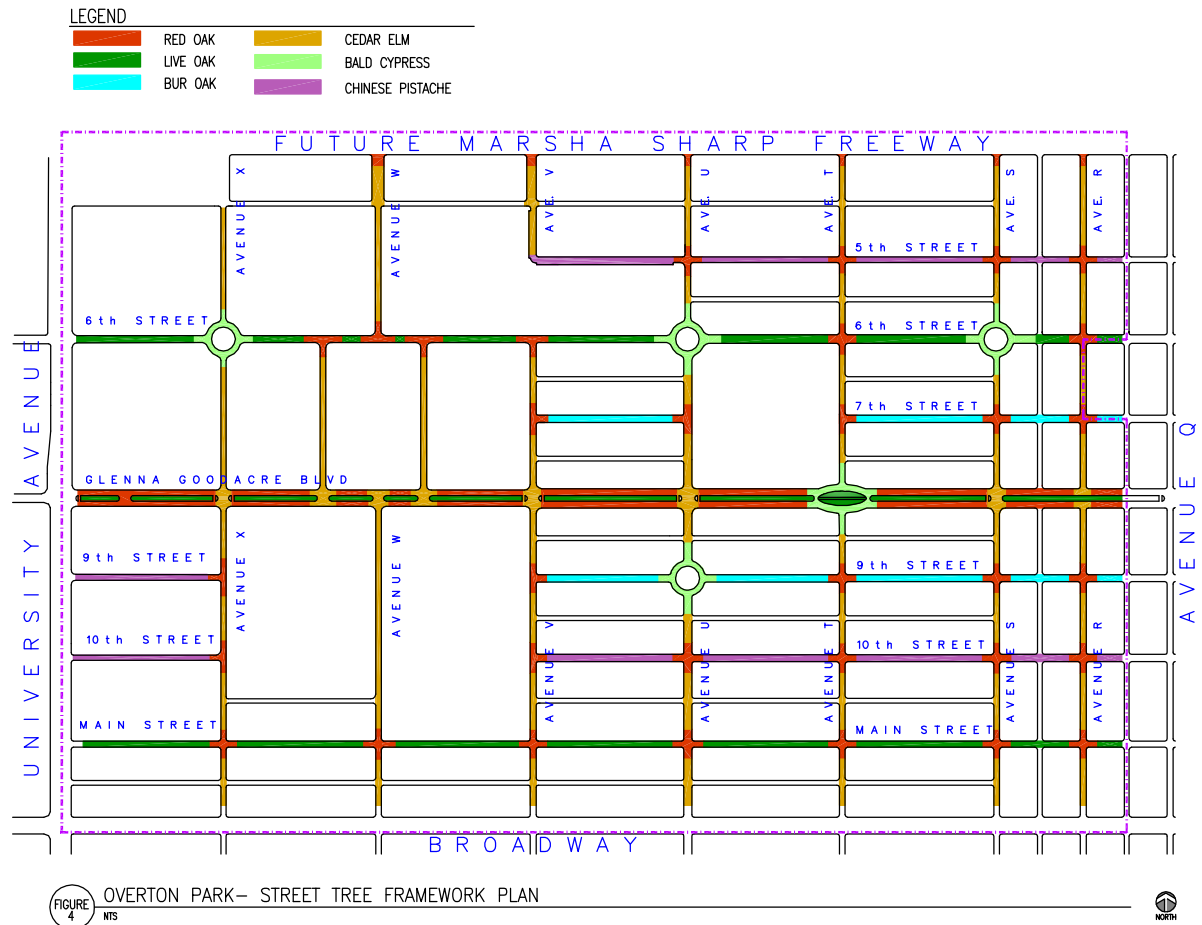 LEGEND
RED OAK
CEDAR ELM
LIVE OAK
BALD CYPRESS
BUR OAK
CHINESE PISTACHE
FUTURE MARSHA SHARP FREEWAY
AVENUE X
AVENUE W
AVE. V
AVE. U
AVE. T
AVE. S
AVE. R
5th STREET
6th STREET
6th STREET
7th STREET
UNIVERSITY AVENUE
AVENUE Q
GLENNA GOODACRE BLVD
9th STREET
9th STREET
AVENUE X
AVENUE W
AVENUE V
AVENUE U
AVENUE T
AVENUE S
AVENUE R
10th STREET
10th STREET
MAIN STREET
MAIN STREET
BROADWAY
FIGURE
4
OVERTON PARK– STREET TREE FRAMEWORK PLAN
NTS
NORTH